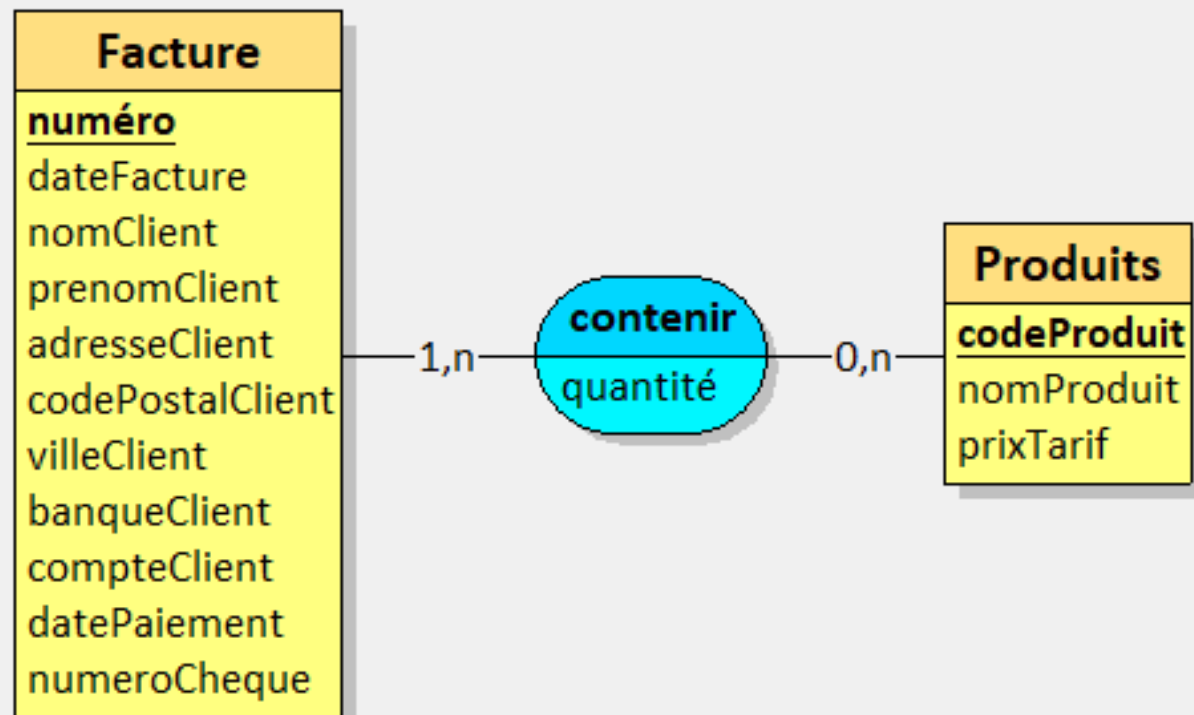 Facture
numéro
dateFacture
nomClient
prenomClient
adresseClient
codePostalClient
villeClient
banqueClient
compteClient
datePaiement
numeroCheque
1,n
contenir
quantité
0,n
Produits
codeProduit
nomProduit
prixTarif